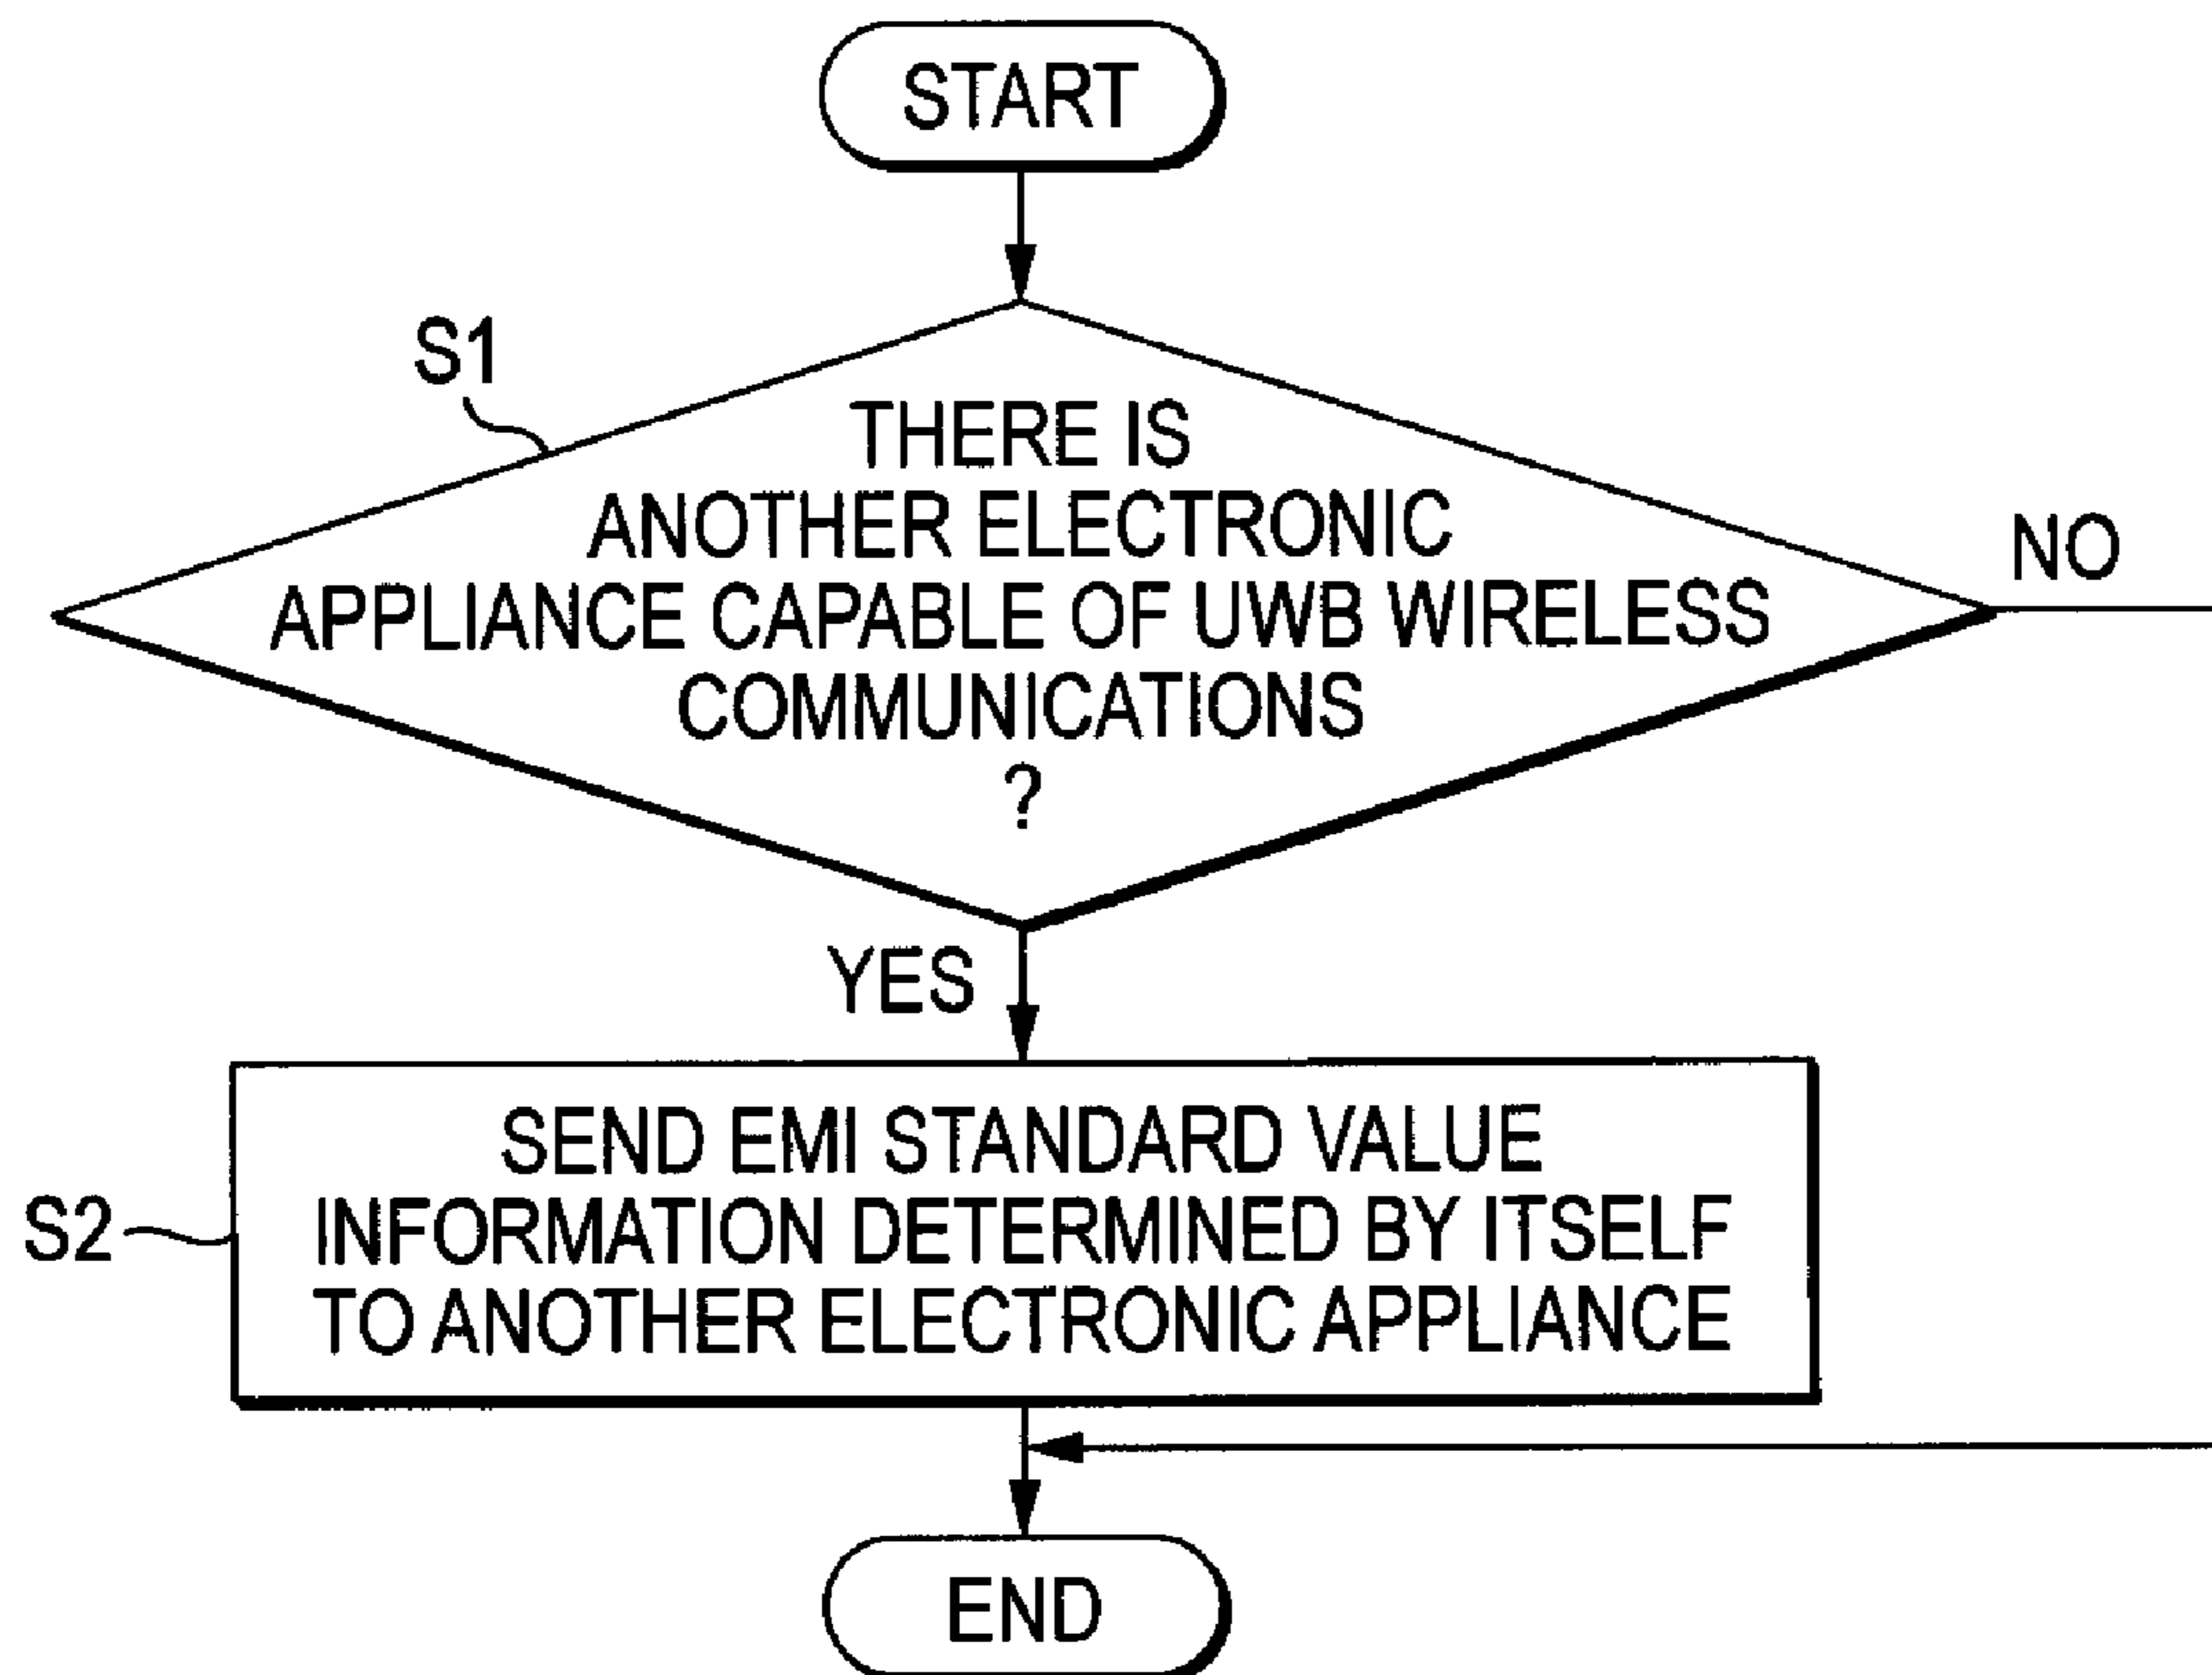 START
S1
THERE IS
ANOTHER ELECTRONIC
APPLIANCE CAPABLE OF UWB WIRELESS
COMMUNICATIONS
?
NO
YES
S2
SEND EMI STANDARD VALUE
INFORMATION DETERMINED BY ITSELF
TO ANOTHER ELECTRONIC APPLIANCE
END